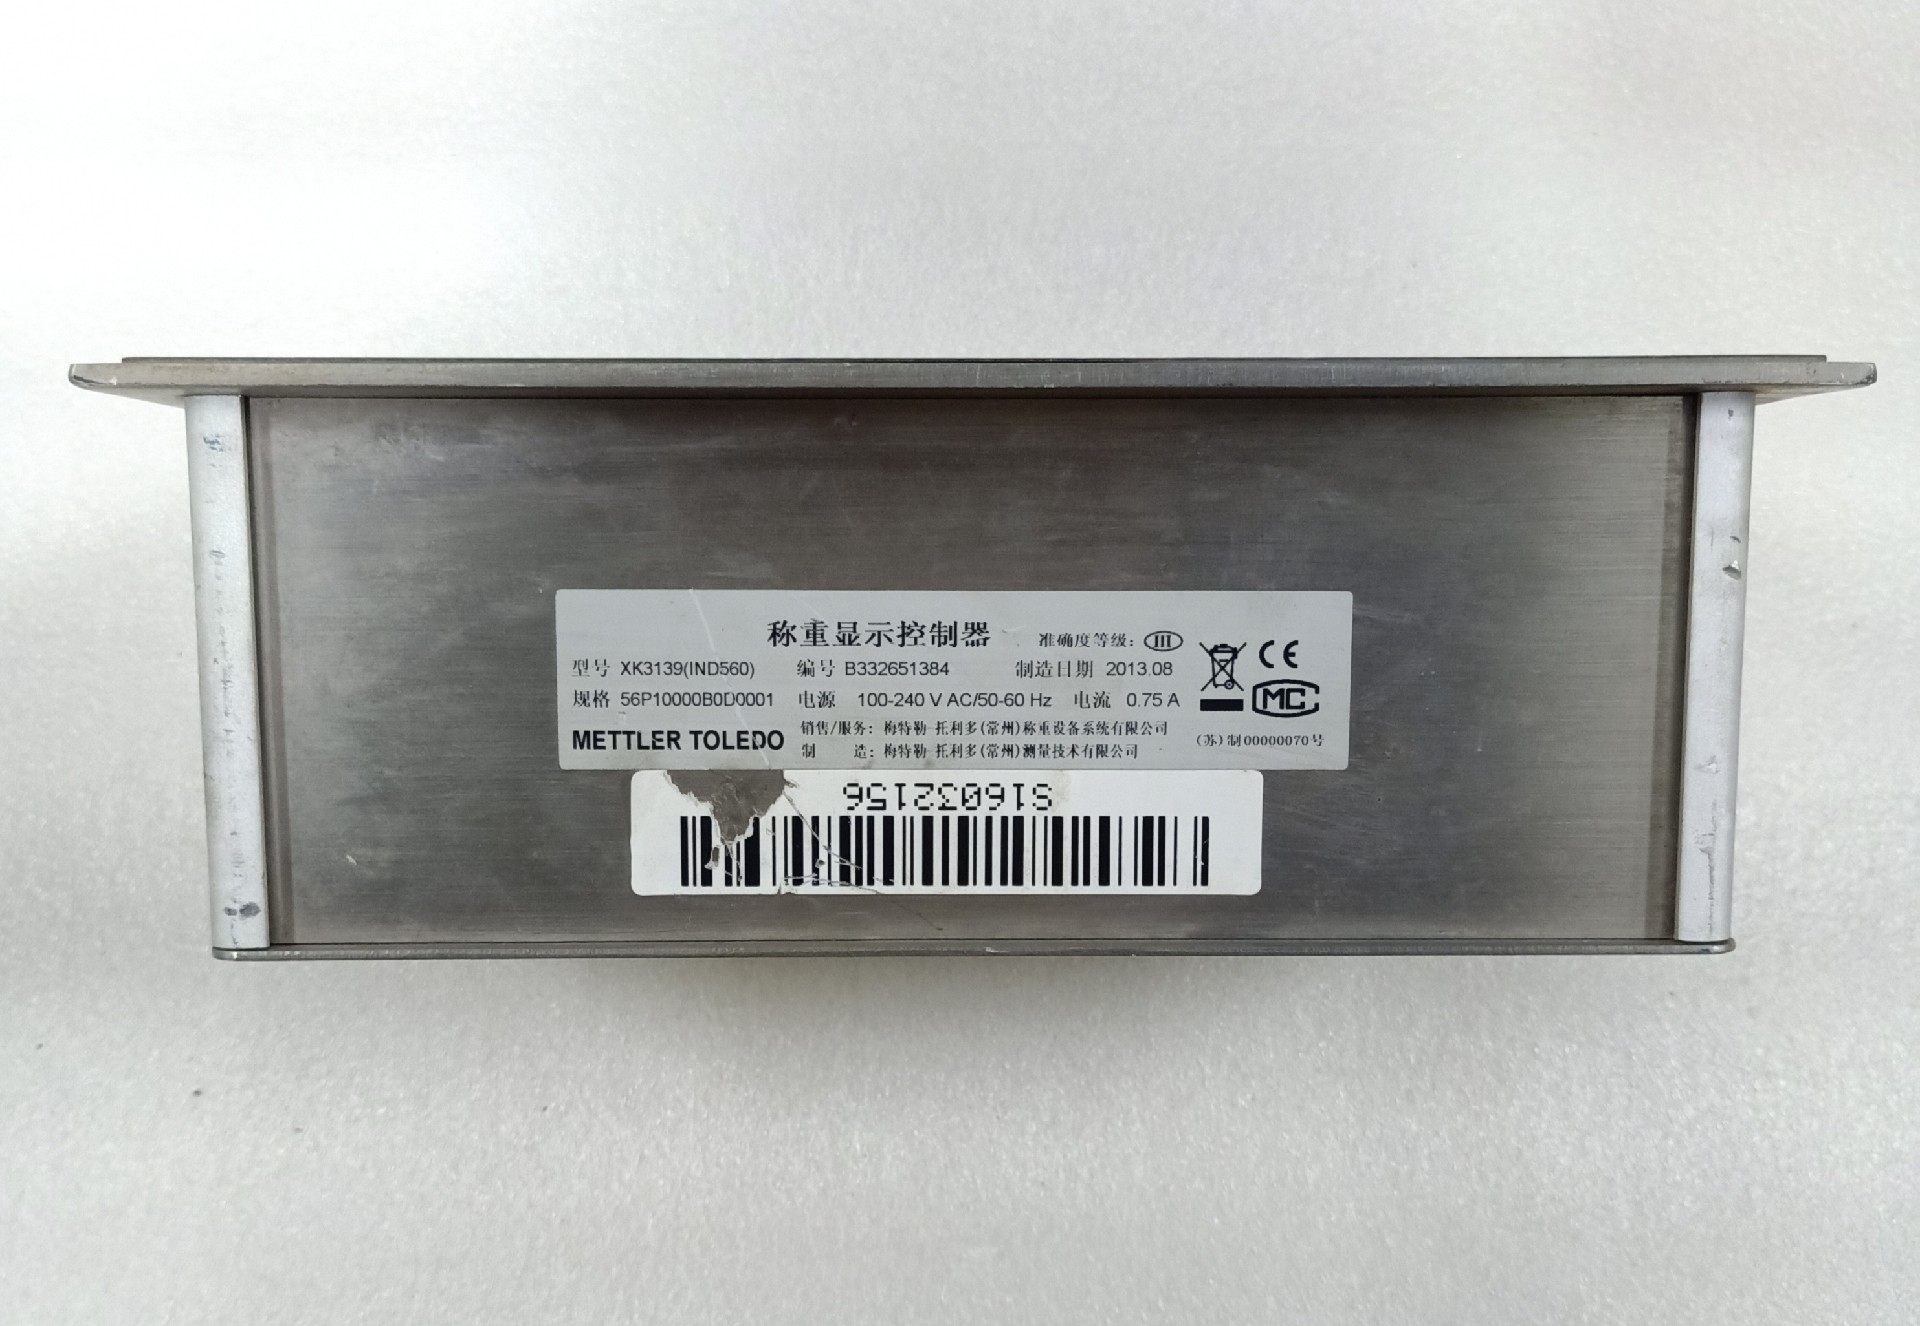 称重显示控制器 准确度等级: III
型号 XK3139(IND560) 编号 B332651384 制造日期 2013.08
规格 56P10000B0D0001 电源 100-240 V AC/50-60 Hz 电流 0.75 A
CE
MC
METTLER TOLEDO
销售/服务: 梅特勒-托利多(常州)称重设备系统有限公司
制 造: 梅特勒-托利多(常州)测量技术有限公司
(苏)制00000070号
S16032156